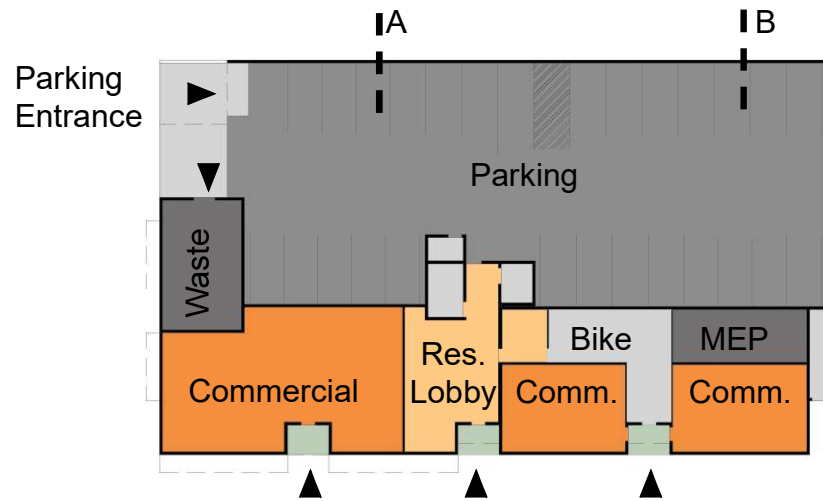 A
B
Parking
Entrance
Parking
Waste
Bike
MEP
Res.
Lobby
Commercial
Comm.
Comm.